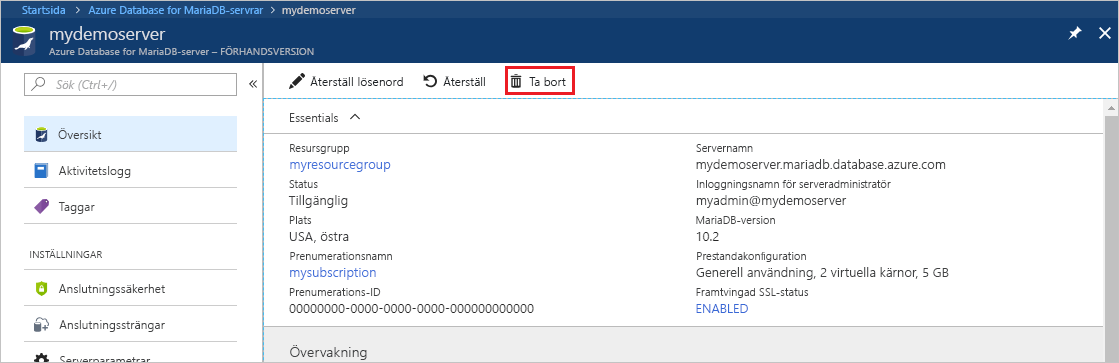 Startsida > Azure Database for MariaDB-servrar > mydemoserver
mydemoserver
Azure Database for MariaDB-server – FÖRHANDSVERSION
Sök (Ctrl+/)
Översikt
Aktivitetslogg
Taggar
INSTÄLLNINGAR
Anslutningssäkerhet
Anslutningssträngar
Serverparametrar
Återställ lösenord Återställ Ta bort
Essentials
Resursgrupp
myresourcegroup
Status
Tillgänglig
Plats
USA, östra
Prenumerationsnamn
mysubscription
Prenumerations-ID
00000000-0000-0000-0000-000000000000
Servernamn
mydemoserver.mariadb.database.azure.com
Inloggningsnamn för serveradministratör
myadmin@mydemoserver
MariaDB-version
10.2
Prestandakonfiguration
Generell användning, 2 virtuella kärnor, 5 GB
Framtvingad SSL-status
ENABLED
Övervakning